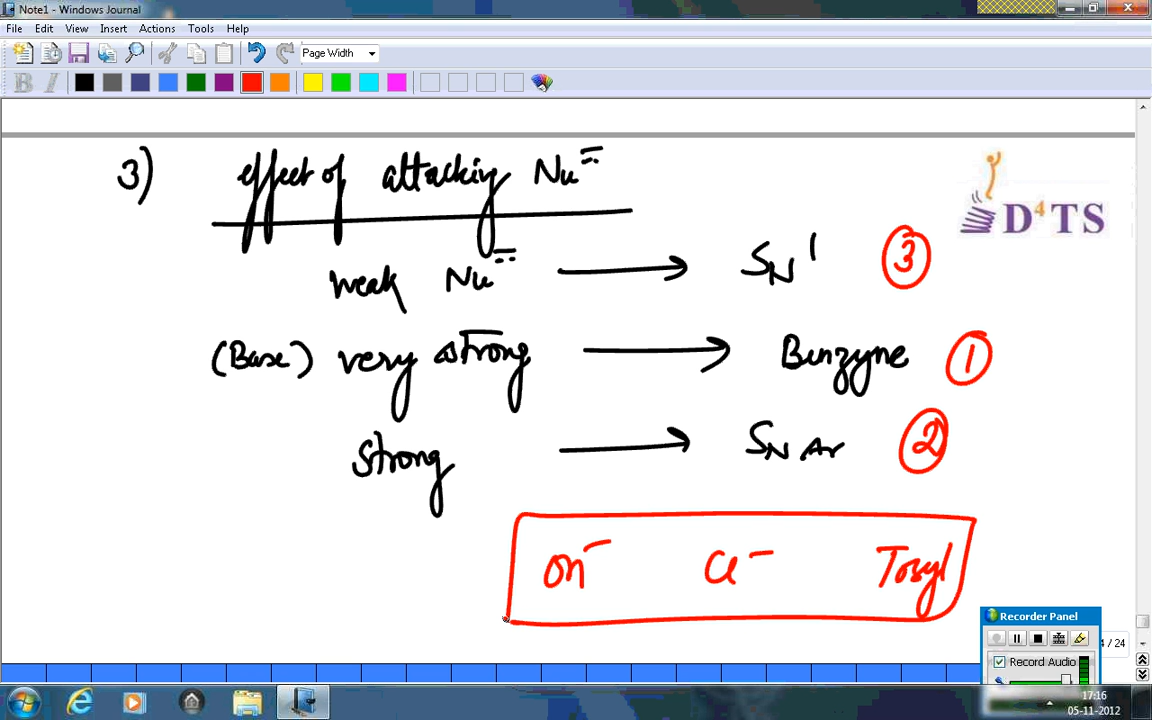 Note1 - Windows Journal
File Edit View Insert Actions Tools Help
Page Width
B I
3) effect of attacking Nu
D4TS
weak Nu → SN1 3
(Base) very strong → Benzyne 1
strong → SN Ar 2
OH⁻ Cl⁻ Tosyl
Recorder Panel
4 / 24
Record Audio
17:16
05-11-2012